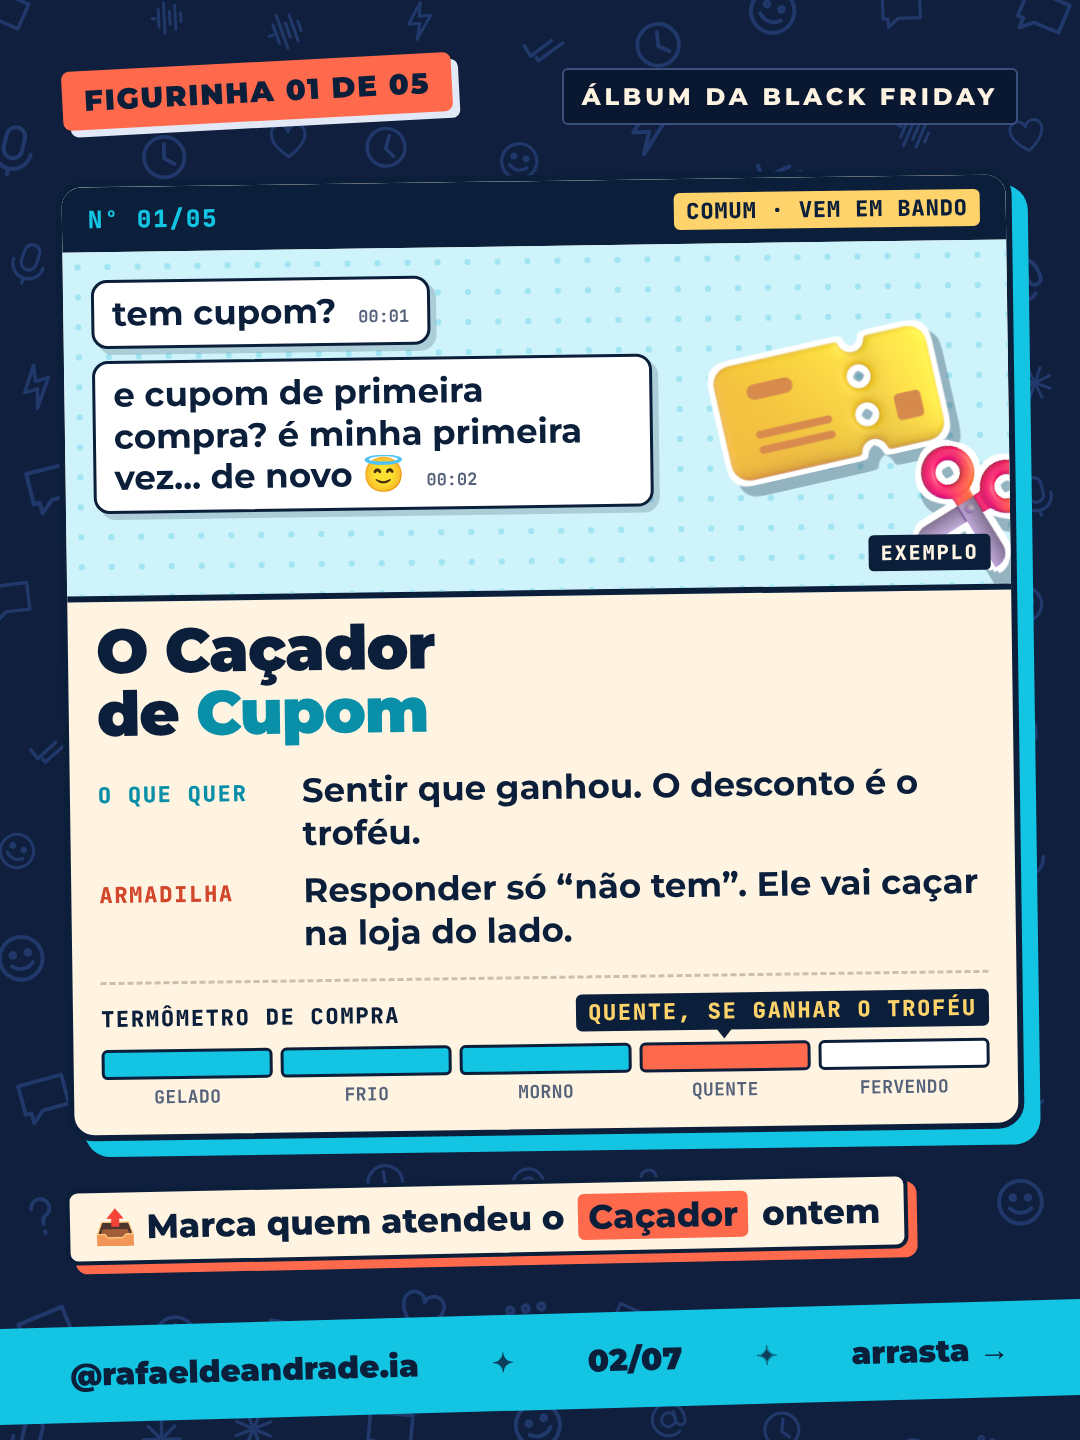 FIGURINHA 01 DE 05
ÁLBUM DA BLACK FRIDAY
N° 01/05
COMUM · VEM EM BANDO
tem cupom? 00:01
e cupom de primeira
compra? é minha primeira
vez... de novo 😇 00:02
EXEMPLO
O Caçador
de Cupom
O QUE QUER
Sentir que ganhou. O desconto é o
troféu.
ARMADILHA
Responder só “não tem”. Ele vai caçar
na loja do lado.
TERMÔMETRO DE COMPRA
QUENTE, SE GANHAR O TROFÉU
GELADO
FRIO
MORNO
QUENTE
FERVENDO
📤 Marca quem atendeu o Caçador ontem
@rafaeldeandrade.ia ✦ 02/07 ✦ arrasta →